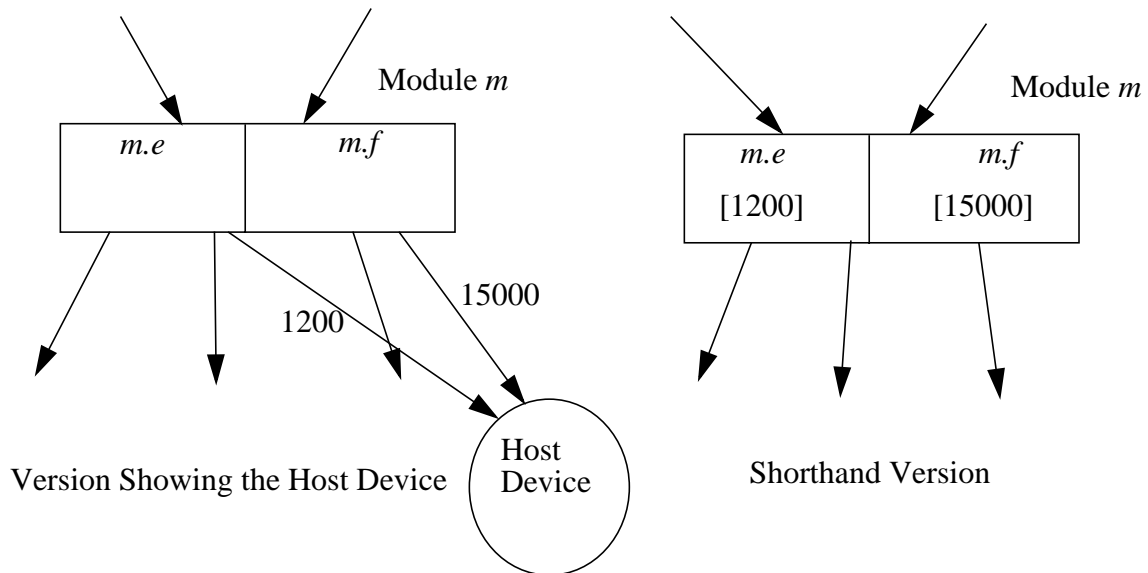 Module m
m.e
m.f
1200
15000
Host
Device
Version Showing the Host Device
Module m
m.e
m.f
[1200]
[15000]
Shorthand Version